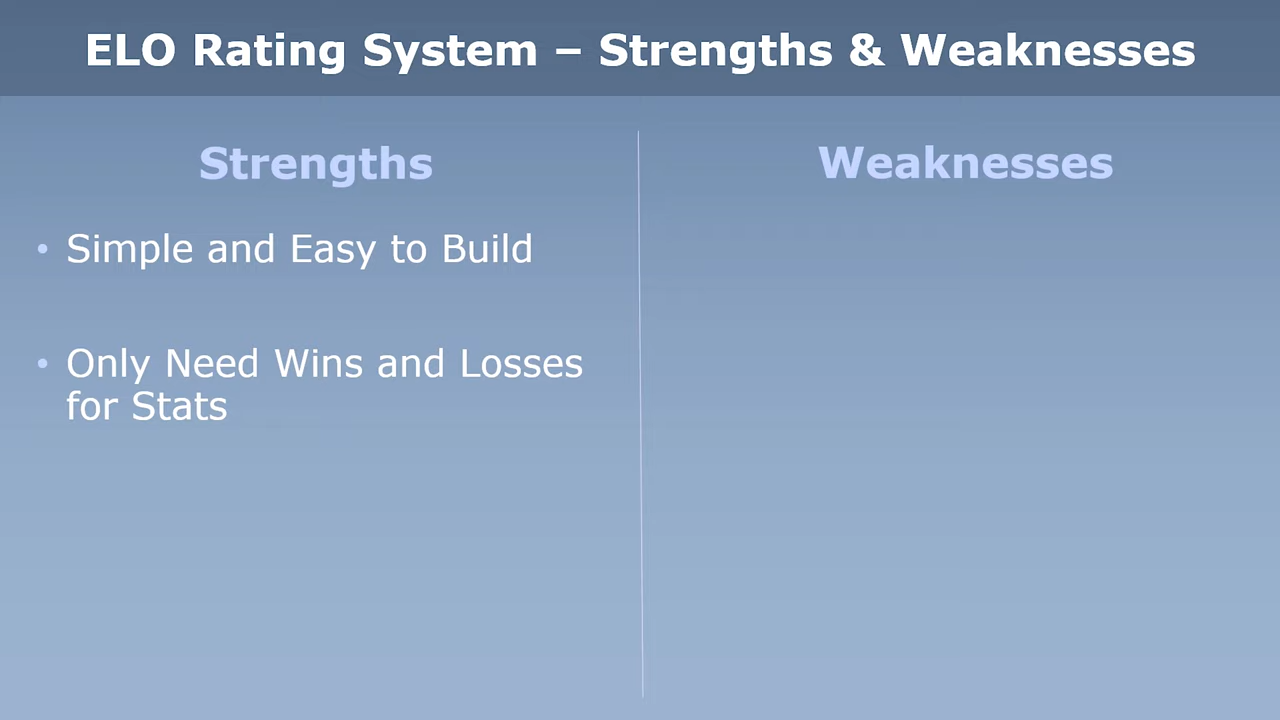 ELO Rating System – Strengths & Weaknesses
Strengths
• Simple and Easy to Build
• Only Need Wins and Losses
for Stats
Weaknesses